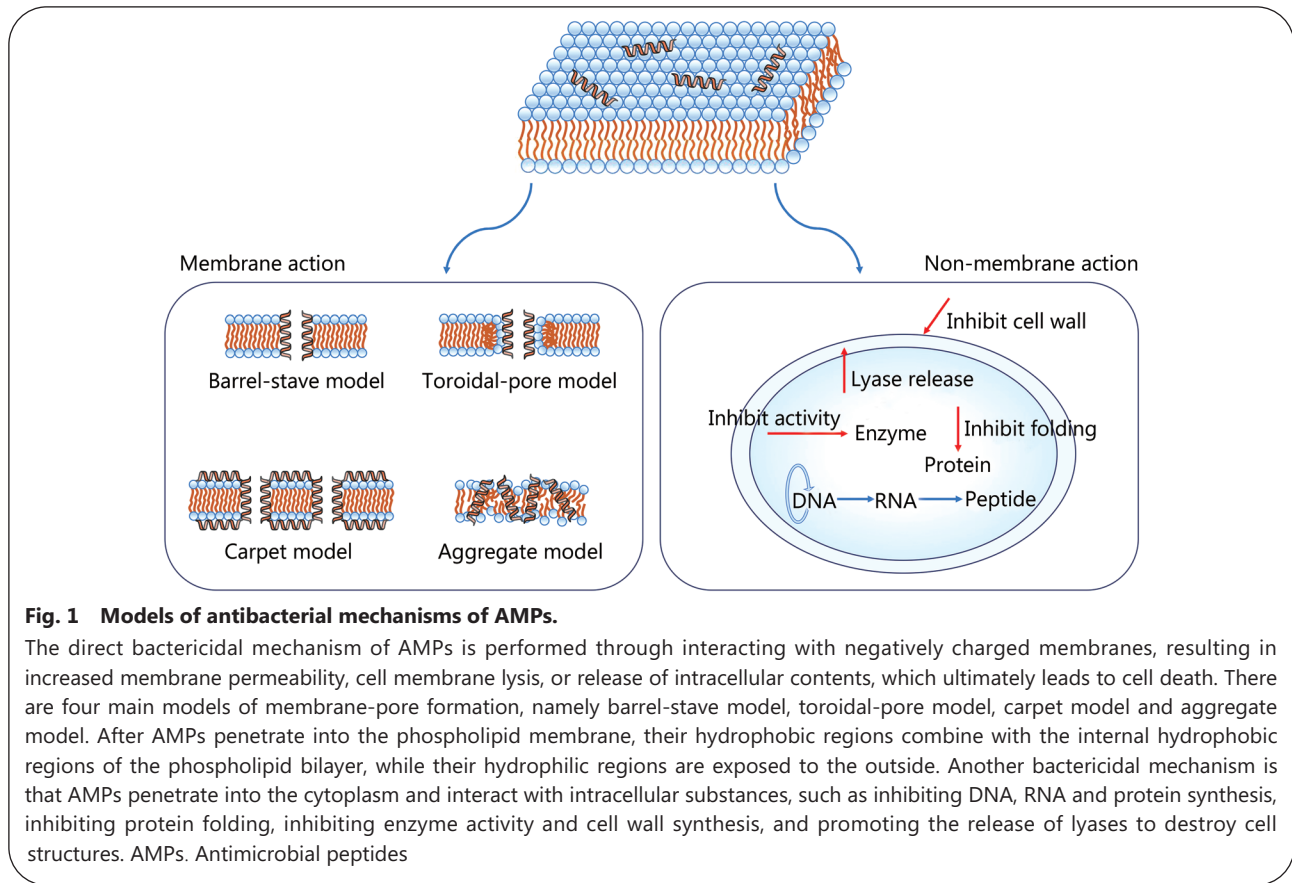 Membrane action
Non-membrane action
Barrel-stave model
Toroidal-pore model
Carpet model
Aggregate model
Inhibit cell wall
Lyase release
Inhibit activity
Enzyme
Inhibit folding
Protein
DNA
RNA
Peptide
Fig. 1 Models of antibacterial mechanisms of AMPs.
The direct bactericidal mechanism of AMPs is performed through interacting with negatively charged membranes, resulting in
increased membrane permeability, cell membrane lysis, or release of intracellular contents, which ultimately leads to cell death. There
are four main models of membrane-pore formation, namely barrel-stave model, toroidal-pore model, carpet model and aggregate
model. After AMPs penetrate into the phospholipid membrane, their hydrophobic regions combine with the internal hydrophobic
regions of the phospholipid bilayer, while their hydrophilic regions are exposed to the outside. Another bactericidal mechanism is
that AMPs penetrate into the cytoplasm and interact with intracellular substances, such as inhibiting DNA, RNA and protein synthesis,
inhibiting protein folding, inhibiting enzyme activity and cell wall synthesis, and promoting the release of lyases to destroy cell
structures. AMPs. Antimicrobial peptides